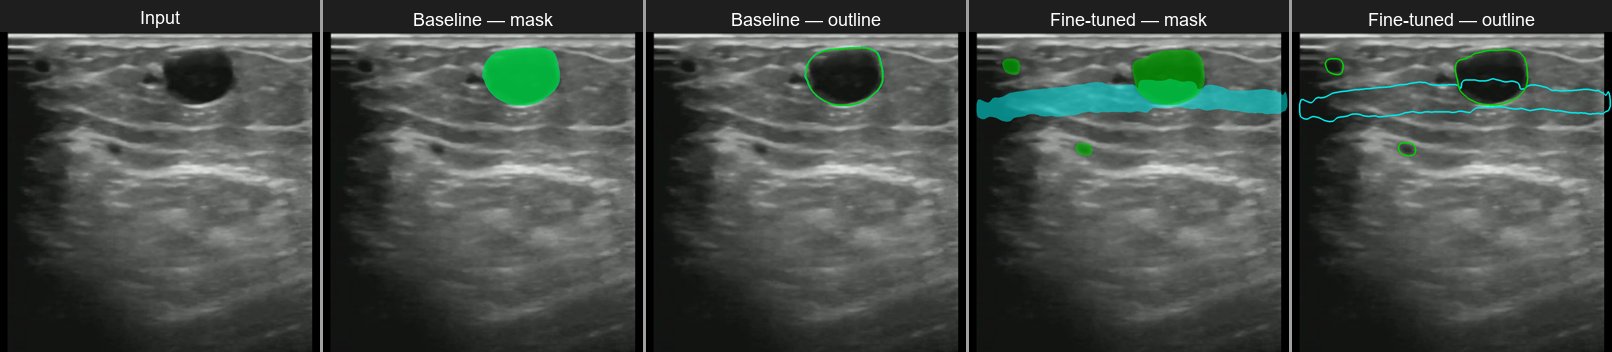 Input
Baseline — mask
Baseline — outline
Fine-tuned — mask
Fine-tuned — outline